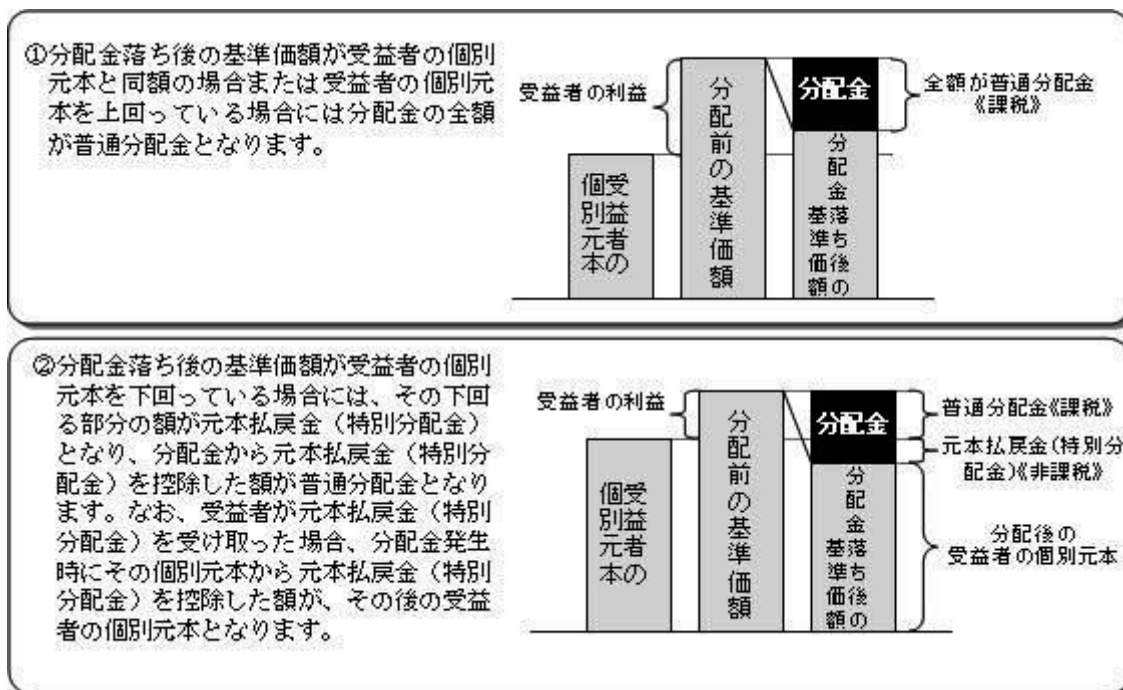 ①分配金落ち後の基準価額が受益者の個別
元本と同額の場合または受益者の個別元
本を上回っている場合には分配金の全額
が普通分配金となります。
受益者の利益
受益者の
個別元本
分配前の基準価額
分配金
分配金落ち後の
基準価額
全額が普通分配金
《課税》
②分配金落ち後の基準価額が受益者の個別
元本を下回っている場合には、その下回
る部分の額が元本払戻金（特別分配金）
となり、分配金から元本払戻金（特別分
配金）を控除した額が普通分配金となり
ます。なお、受益者が元本払戻金（特別
分配金）を受け取った場合、分配金発生
時にその個別元本から元本払戻金（特別
分配金）を控除した額が、その後の受益
者の個別元本となります。
受益者の利益
受益者の
個別元本
分配前の基準価額
分配金
分配金落ち後の
基準価額
普通分配金《課税》
元本払戻金(特別分
配金)《非課税》
分配後の
受益者の個別元本